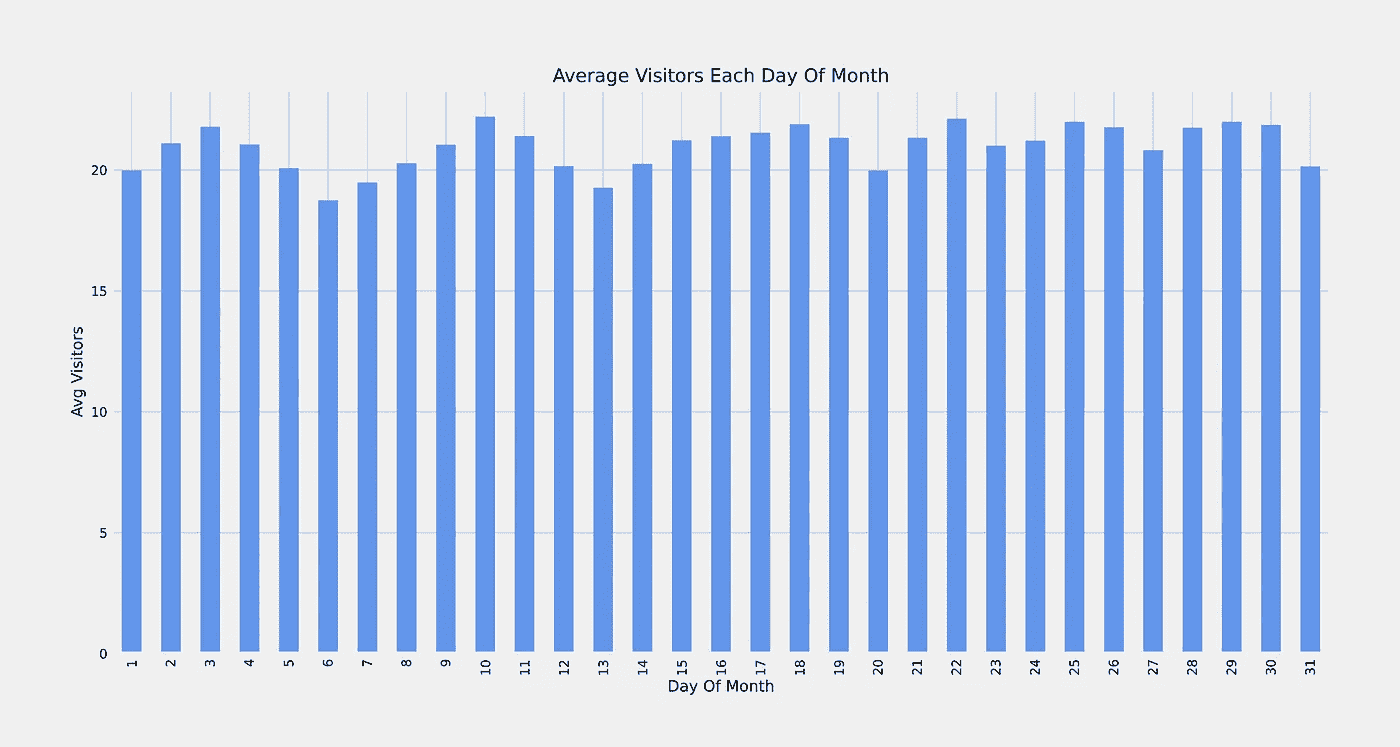 Average Visitors Each Day Of Month
Avg Visitors
20
15
10
5
0
1 2 3 4 5 6 7 8 9 10 11 12 13 14 15 16 17 18 19 20 21 22 23 24 25 26 27 28 29 30 31
Day Of Month